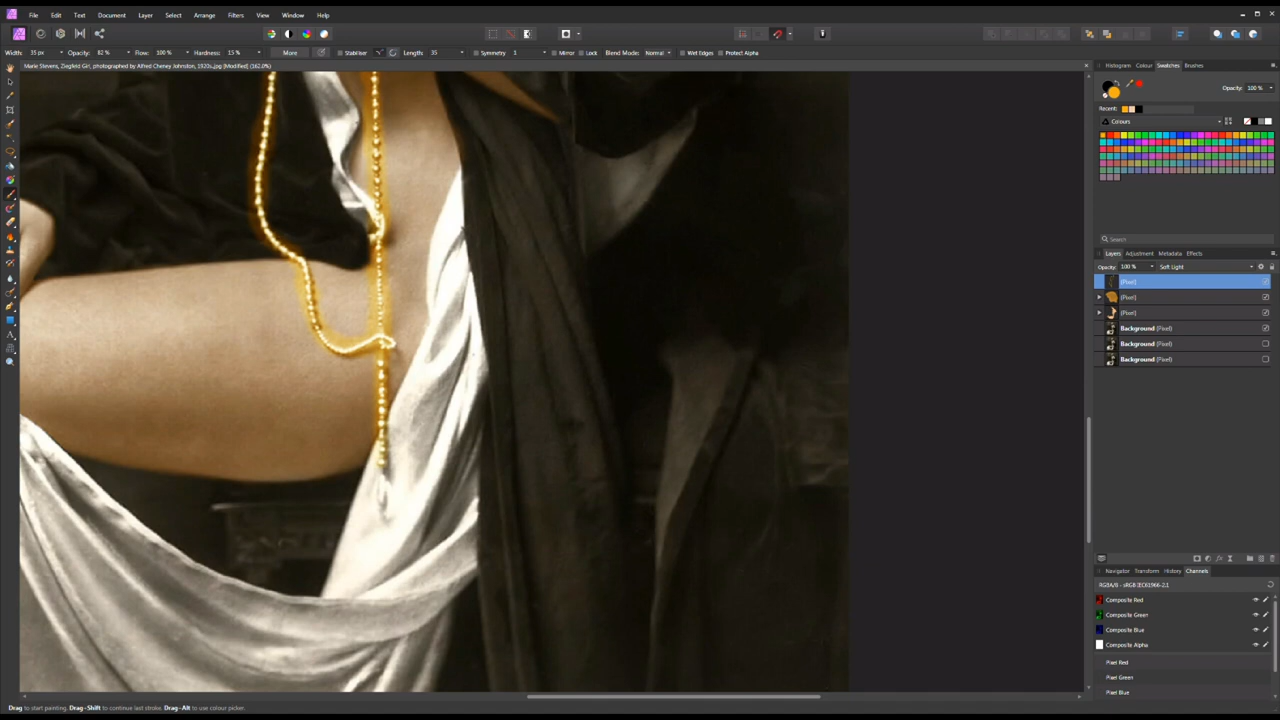 File Edit Text Document Layer Select Arrange Filters View Window Help
Width: 35 px Opacity: 82 % Flow: 100 % Hardness: 15 % More Stabiliser Length: 35 Symmetry 1 Mirror Lock Blend Mode: Normal Wet Edges Protect Alpha
Marie Stevens, Ziegfeld Girl, photographed by Alfred Cheney Johnston, 1920s.jpg [Modified] (162.0%)
Histogram Colour Swatches Brushes
Opacity: 100 %
Recent:
Colours
Search
Layers Adjustment Metadata Effects
Opacity: 100 % Soft Light
(Pixel)
(Pixel)
(Pixel)
Background (Pixel)
Background (Pixel)
Background (Pixel)
Navigator Transform History Channels
RGBA/8 - sRGB IEC61966-2.1
Composite Red
Composite Green
Composite Blue
Composite Alpha
Pixel Red
Pixel Green
Pixel Blue
Drag to start painting. Drag+Shift to continue last stroke. Drag+Alt to use colour picker.